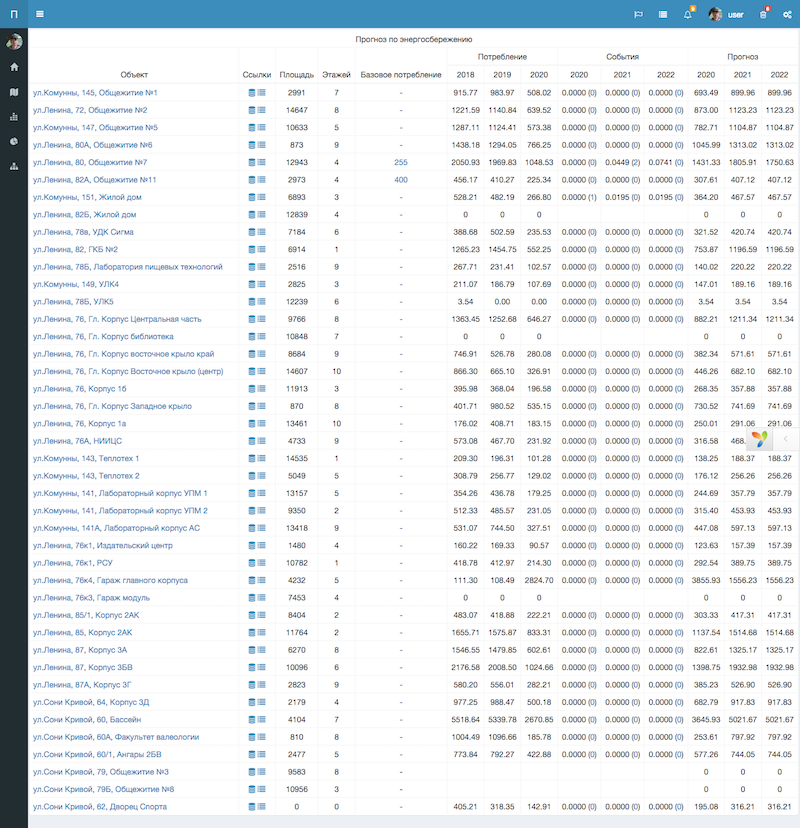 П user 9 6
Прогноз по энергосбережению
Потребление События Прогноз
Объект Ссылки Площадь Этажей Базовое потребление 2018 2019 2020 2020 2021 2022 2020 2021 2022
ул.Комунны, 145, Общежитие №1 2991 7 - 915.77 983.97 508.02 0.0000 (0) 0.0000 (0) 0.0000 (0) 693.49 899.96 899.96
ул.Ленина, 72, Общежитие №2 14647 8 - 1221.59 1140.84 639.52 0.0000 (0) 0.0000 (0) 0.0000 (0) 873.00 1123.23 1123.23
ул.Комунны, 147, Общежитие №5 10633 5 - 1287.11 1124.41 573.38 0.0000 (0) 0.0000 (0) 0.0000 (0) 782.71 1104.87 1104.87
ул.Ленина, 80А, Общежитие №6 873 9 - 1438.18 1294.05 766.25 0.0000 (0) 0.0000 (0) 0.0000 (0) 1045.99 1313.02 1313.02
ул.Ленина, 80, Общежитие №7 12943 4 255 2050.93 1969.83 1048.53 0.0000 (0) 0.0449 (2) 0.0741 (0) 1431.33 1805.91 1750.63
ул.Ленина, 82А, Общежитие №11 2973 4 400 456.17 410.27 225.34 0.0000 (0) 0.0000 (0) 0.0000 (0) 307.61 407.12 407.12
ул.Комунны, 151, Жилой дом 6893 3 - 528.21 482.19 266.80 0.0000 (1) 0.0195 (0) 0.0195 (0) 364.20 467.57 467.57
ул.Ленина, 82Б, Жилой дом 12839 4 - 0 0 0 0 0 0
ул.Ленина, 78в, УДК Сигма 7184 6 - 388.68 502.59 235.53 0.0000 (0) 0.0000 (0) 0.0000 (0) 321.52 420.74 420.74
ул.Ленина, 82, ГКБ №2 6914 1 - 1265.23 1454.75 552.25 0.0000 (0) 0.0000 (0) 0.0000 (0) 753.87 1196.59 1196.59
ул.Ленина, 78Б, Лаборатория пищевых технологий 2516 9 - 267.71 231.41 102.57 0.0000 (0) 0.0000 (0) 0.0000 (0) 140.02 220.22 220.22
ул.Комунны, 149, УЛК4 2825 3 - 211.07 186.79 107.69 0.0000 (0) 0.0000 (0) 0.0000 (0) 147.01 189.16 189.16
ул.Ленина, 78Б, УЛК5 12239 6 - 3.54 0.00 0.00 0.0000 (0) 0.0000 (0) 0.0000 (0) 3.54 3.54 3.54
ул.Ленина, 76, Гл. Корпус Центральная часть 9766 8 - 1363.45 1252.68 646.27 0.0000 (0) 0.0000 (0) 0.0000 (0) 882.21 1211.34 1211.34
ул.Ленина, 76, Гл. Корпус библиотека 10848 7 - 0 0 0 0 0 0
ул.Ленина, 76, Гл. Корпус восточное крыло край 8684 9 - 746.91 526.78 280.08 0.0000 (0) 0.0000 (0) 0.0000 (0) 382.34 571.61 571.61
ул.Ленина, 76, Гл. Корпус Восточное крыло (центр) 14607 10 - 866.30 665.10 326.91 0.0000 (0) 0.0000 (0) 0.0000 (0) 446.26 682.10 682.10
ул.Ленина, 76, Корпус 1б 11913 3 - 395.98 368.04 196.58 0.0000 (0) 0.0000 (0) 0.0000 (0) 268.35 357.88 357.88
ул.Ленина, 76, Гл. Корпус Западное крыло 870 8 - 401.71 980.52 535.15 0.0000 (0) 0.0000 (0) 0.0000 (0) 730.52 741.69 741.69
ул.Ленина, 76, Корпус 1а 13461 10 - 176.02 408.71 183.15 0.0000 (0) 0.0000 (0) 0.0000 (0) 250.01 291.06 291.06
ул.Ленина, 76А, НИИЦС 4733 9 - 573.08 467.70 231.92 0.0000 (0) 0.0000 (0) 0.0000 (0) 316.58 468.
ул.Комунны, 143, Теплотех 1 14535 1 - 209.30 196.31 101.28 0.0000 (0) 0.0000 (0) 0.0000 (0) 138.25 188.37 188.37
ул.Комунны, 143, Теплотех 2 5049 5 - 308.79 256.77 129.02 0.0000 (0) 0.0000 (0) 0.0000 (0) 176.12 256.26 256.26
ул.Комунны, 141, Лабораторный корпус УПМ 1 13157 5 - 354.26 436.78 179.25 0.0000 (0) 0.0000 (0) 0.0000 (0) 244.69 357.79 357.79
ул.Комунны, 141, Лабораторный корпус УПМ 2 9350 2 - 512.33 485.57 231.05 0.0000 (0) 0.0000 (0) 0.0000 (0) 315.40 453.93 453.93
ул.Комунны, 141А, Лабораторный корпус АС 13418 9 - 531.07 744.50 327.51 0.0000 (0) 0.0000 (0) 0.0000 (0) 447.08 597.13 597.13
ул.Ленина, 76к1, Издательский центр 1480 4 - 160.22 169.33 90.57 0.0000 (0) 0.0000 (0) 0.0000 (0) 123.63 157.39 157.39
ул.Ленина, 76к1, РСУ 10782 1 - 418.78 412.97 214.30 0.0000 (0) 0.0000 (0) 0.0000 (0) 292.54 389.75 389.75
ул.Ленина, 76к4, Гараж главного корпуса 4232 5 - 111.30 108.49 2824.70 0.0000 (0) 0.0000 (0) 0.0000 (0) 3855.93 1556.23 1556.23
ул.Ленина, 76к3, Гараж модуль 7453 4 - 0 0 0 0 0 0
ул.Ленина, 85/1, Корпус 2АК 8404 2 - 483.07 418.88 222.21 0.0000 (0) 0.0000 (0) 0.0000 (0) 303.33 417.31 417.31
ул.Ленина, 85, Корпус 2АК 11764 2 - 1655.71 1575.87 833.31 0.0000 (0) 0.0000 (0) 0.0000 (0) 1137.54 1514.68 1514.68
ул.Ленина, 87, Корпус 3А 6270 8 - 1546.55 1479.85 602.61 0.0000 (0) 0.0000 (0) 0.0000 (0) 822.61 1325.17 1325.17
ул.Ленина, 87, Корпус 3БВ 10096 6 - 2176.58 2008.50 1024.66 0.0000 (0) 0.0000 (0) 0.0000 (0) 1398.75 1932.98 1932.98
ул.Ленина, 87А, Корпус 3Г 2823 9 - 580.20 556.01 282.21 0.0000 (0) 0.0000 (0) 0.0000 (0) 385.23 526.90 526.90
ул.Сони Кривой, 64, Корпус 3Д 2179 4 - 977.25 988.47 500.18 0.0000 (0) 0.0000 (0) 0.0000 (0) 682.79 917.83 917.83
ул.Сони Кривой, 60, Бассейн 4104 7 - 5518.64 5339.78 2670.85 0.0000 (0) 0.0000 (0) 0.0000 (0) 3645.93 5021.67 5021.67
ул.Сони Кривой, 60А, Факультет валеологии 810 8 - 1004.49 1096.66 185.78 0.0000 (0) 0.0000 (0) 0.0000 (0) 253.61 797.92 797.92
ул.Сони Кривой, 60/1, Ангары 2БВ 2477 5 - 773.84 792.27 422.88 0.0000 (0) 0.0000 (0) 0.0000 (0) 577.26 744.05 744.05
ул.Сони Кривой, 79, Общежитие №3 9583 8 - 0 0 0
ул.Сони Кривой, 79Б, Общежитие №8 10956 3 - 0 0 0
ул.Сони Кривой, 62, Дворец Спорта 0 0 - 405.21 318.35 142.91 0.0000 (0) 0.0000 (0) 0.0000 (0) 195.08 316.21 316.21